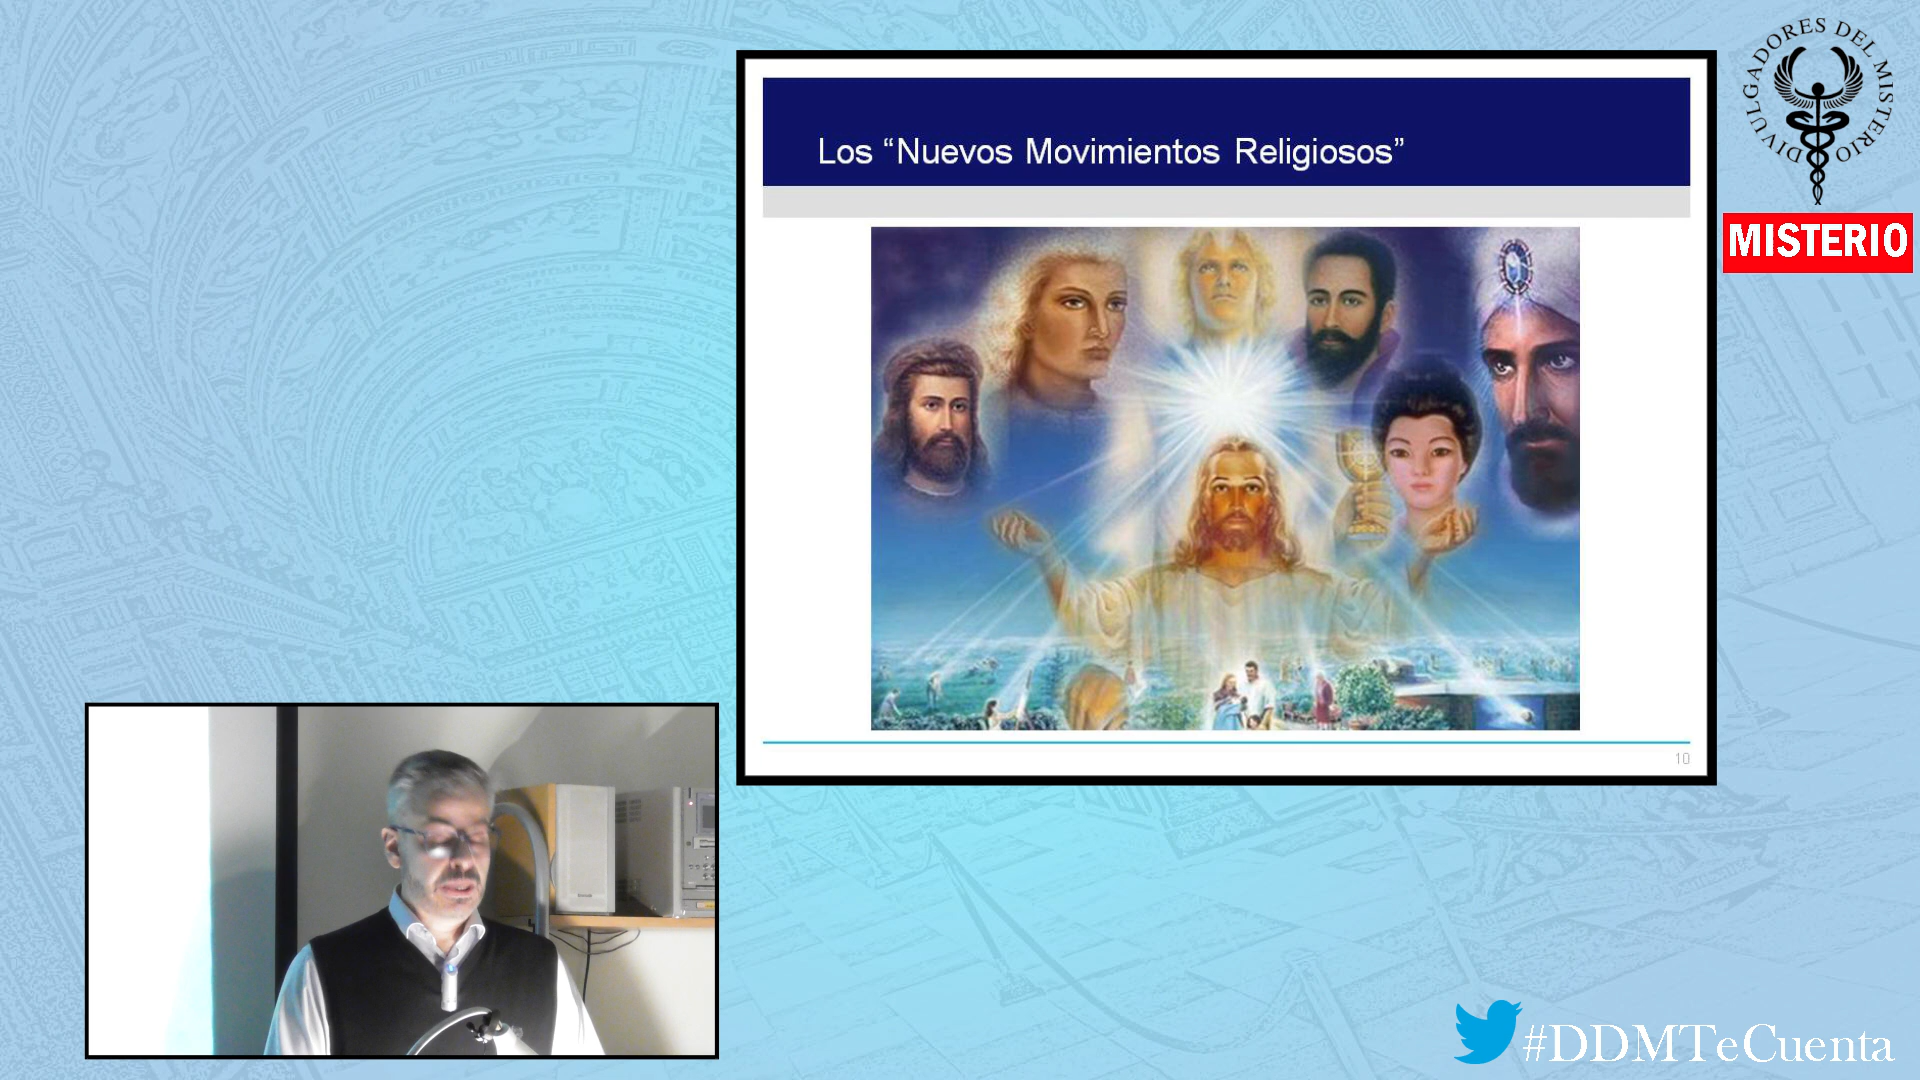 Los “Nuevos Movimientos Religiosos”
10
DIVULGADORES DEL MISTERIO
MISTERIO
#DDMTeCuenta